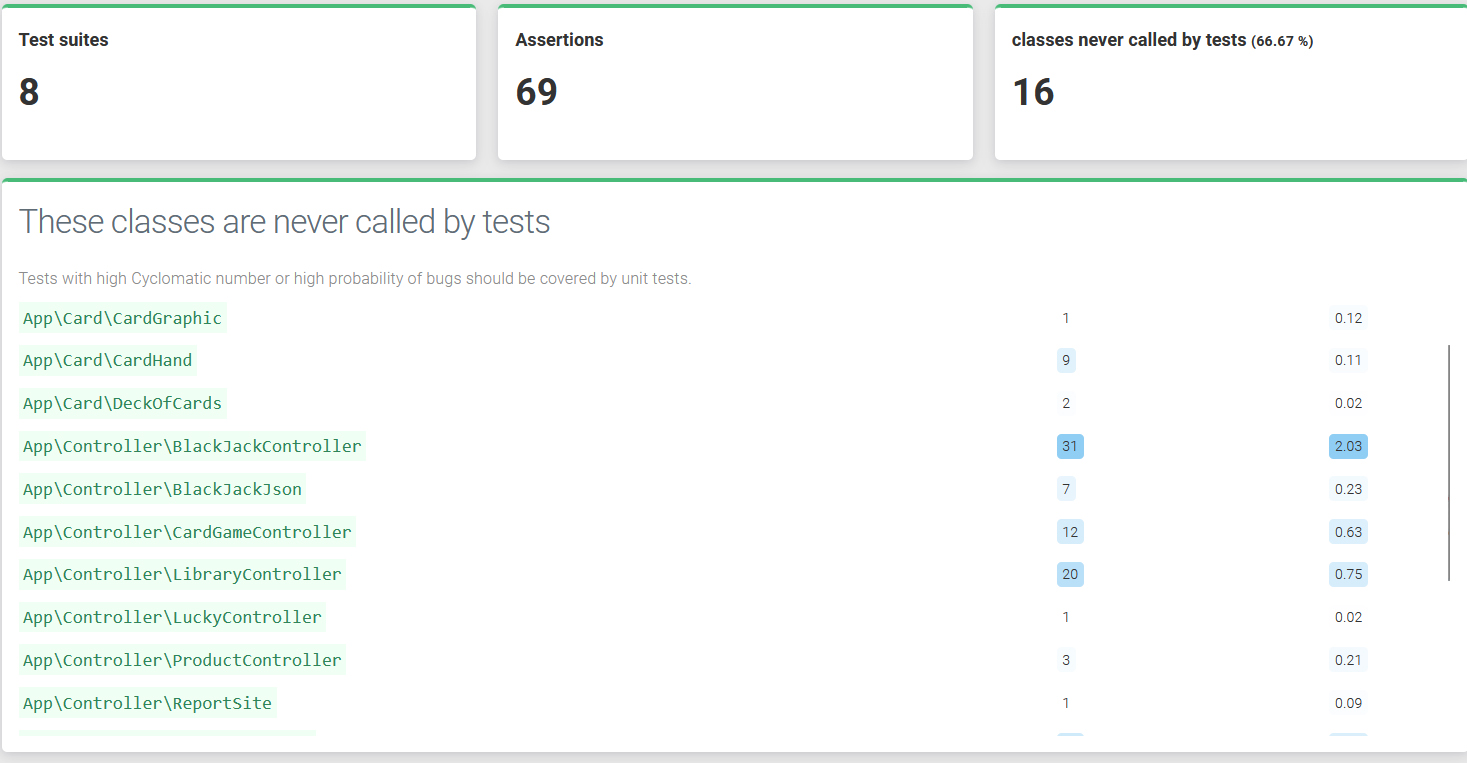 Test suites
8
Assertions
69
classes never called by tests (66.67 %)
16
These classes are never called by tests
Tests with high Cyclomatic number or high probability of bugs should be covered by unit tests.
App\Card\CardGraphic 1 0.12
App\Card\CardHand 9 0.11
App\Card\DeckOfCards 2 0.02
App\Controller\BlackJackController 31 2.03
App\Controller\BlackJackJson 7 0.23
App\Controller\CardGameController 12 0.63
App\Controller\LibraryController 20 0.75
App\Controller\LuckyController 1 0.02
App\Controller\ProductController 3 0.21
App\Controller\ReportSite 1 0.09